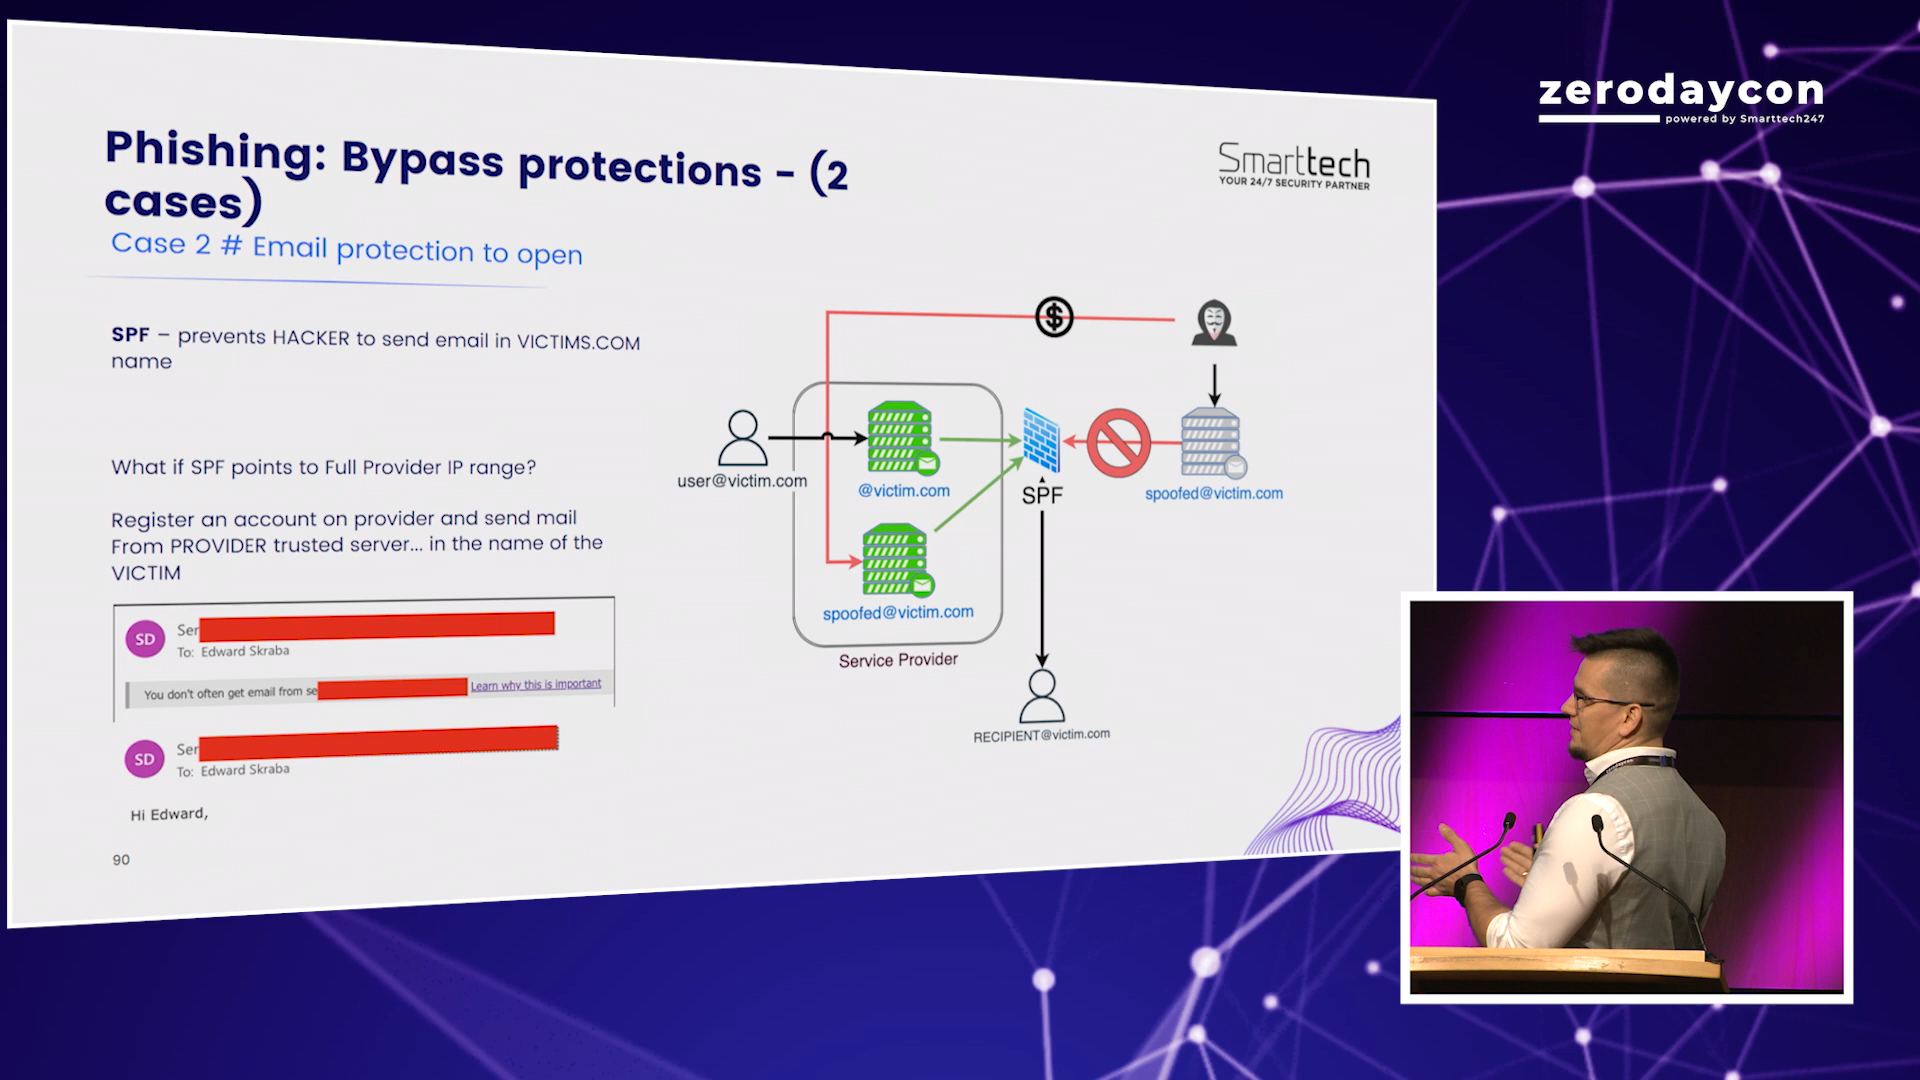 zerodaycon
powered by Smarttech247
Phishing: Bypass protections - (2
cases)
Smarttech
YOUR 24/7 SECURITY PARTNER
Case 2 # Email protection to open
SPF – prevents HACKER to send email in VICTIMS.COM
name
What if SPF points to Full Provider IP range?
Register an account on provider and send mail
From PROVIDER trusted server... in the name of the
VICTIM
SD
Ser
To: Edward Skraba
You don't often get email from se
Learn why this is important
SD
Ser
To: Edward Skraba
Hi Edward,
90
$
user@victim.com
@victim.com
SPF
spoofed@victim.com
spoofed@victim.com
Service Provider
RECIPIENT@victim.com